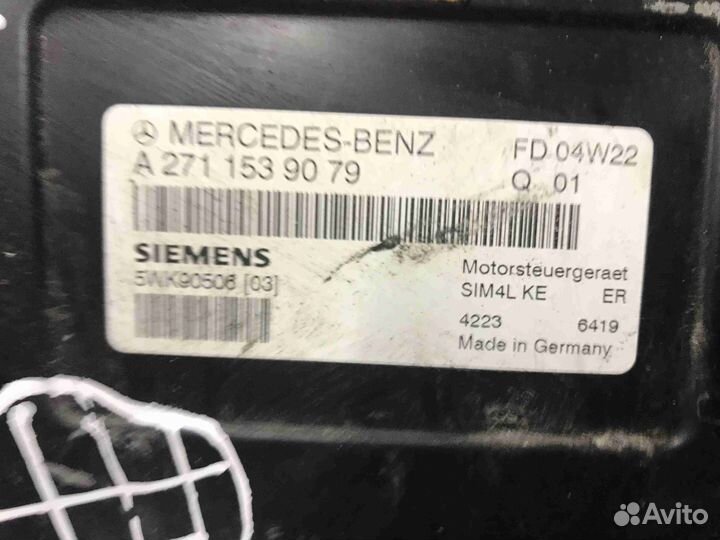 MERCEDES-BENZ
FD 04W22
A 271 153 90 79
Q 01
SIEMENS
5WK90506 [03]
Motorsteuergeraet
SIM4L KE ER
4223 6419
Made in Germany
Avito